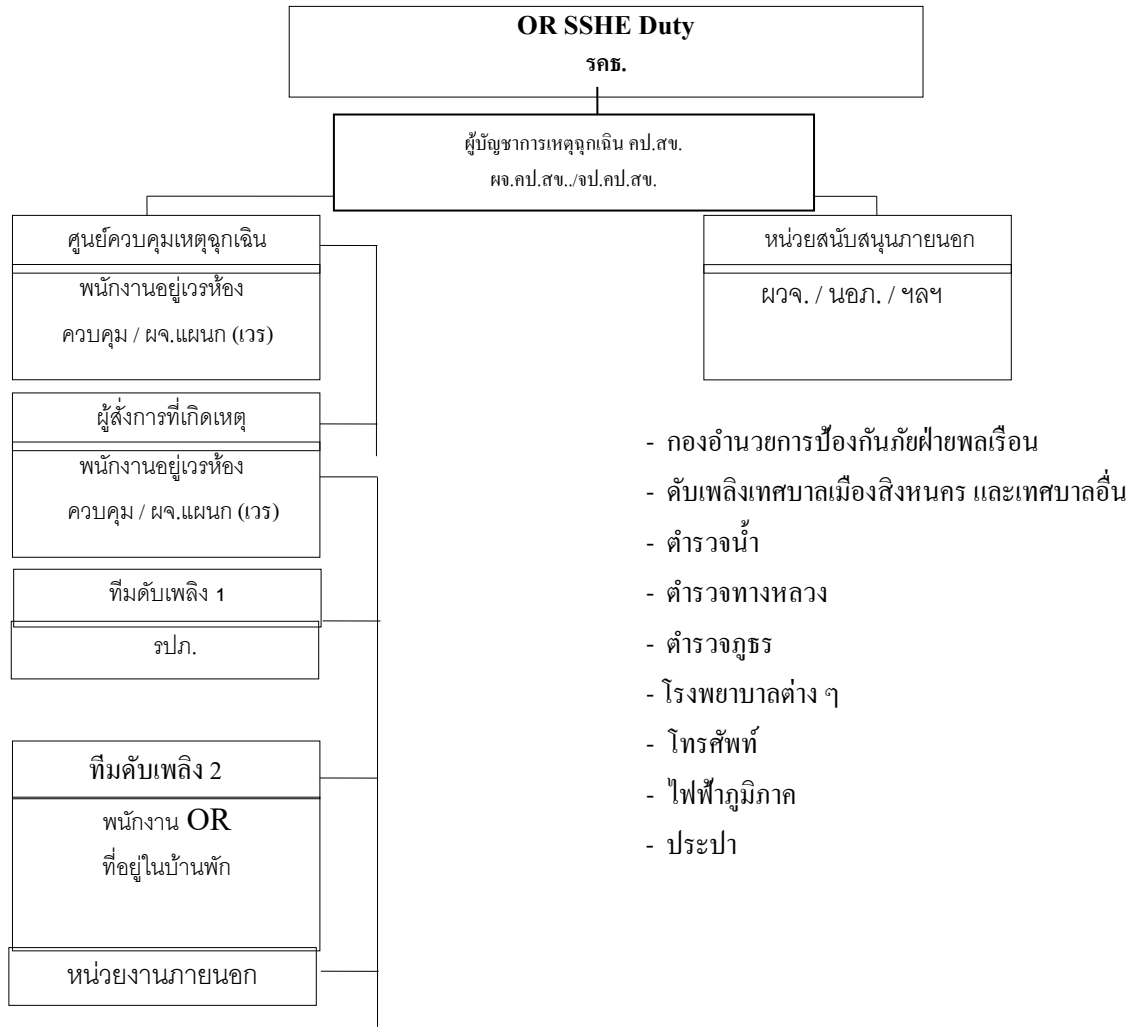 OR SSHE Duty
รคธ.
ผู้บัญชาการเหตุฉุกเฉิน คป.สข.
ผจ.คป.สข../จป.คป.สข.
ศูนย์ควบคุมเหตุฉุกเฉิน
พนักงานอยู่เวรห้อง
ควบคุม / ผจ.แผนก (เวร)
ผู้สั่งการที่เกิดเหตุ
พนักงานอยู่เวรห้อง
ควบคุม / ผจ.แผนก (เวร)
ทีมดับเพลิง 1
รปภ.
ทีมดับเพลิง 2
พนักงาน OR
ที่อยู่ในบ้านพัก
หน่วยงานภายนอก
หน่วยสนับสนุนภายนอก
ผวจ. / นอภ. / ฯลฯ
- กองอำนวยการป้องกันภัยฝ่ายพลเรือน
- ดับเพลิงเทศบาลเมืองสิงหนคร และเทศบาลอื่น
- ตำรวจน้ำ
- ตำรวจทางหลวง
- ตำรวจภูธร
- โรงพยาบาลต่าง ๆ
- โทรศัพท์
- ไฟฟ้าภูมิภาค
- ประปา